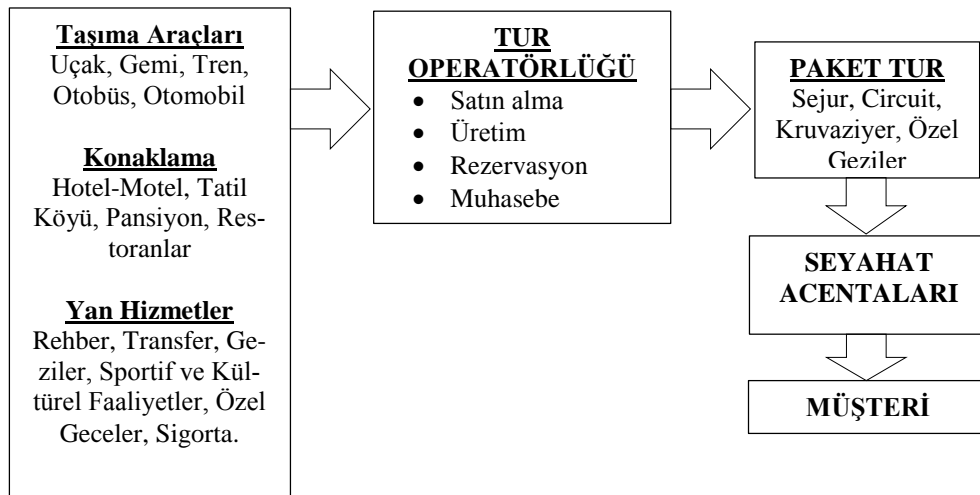 Taşıma Araçları
Uçak, Gemi, Tren,
Otobüs, Otomobil
Konaklama
Hotel-Motel, Tatil
Köyü, Pansiyon, Res-
toranlar
Yan Hizmetler
Rehber, Transfer, Ge-
ziler, Sportif ve Kül-
türel Faaliyetler, Özel
Geceler, Sigorta.
TUR
OPERATÖRLÜĞÜ
• Satın alma
• Üretim
• Rezervasyon
• Muhasebe
PAKET TUR
Sejur, Circuit,
Kruvaziyer, Özel
Geziler
SEYAHAT
ACENTALARI
MÜŞTERİ